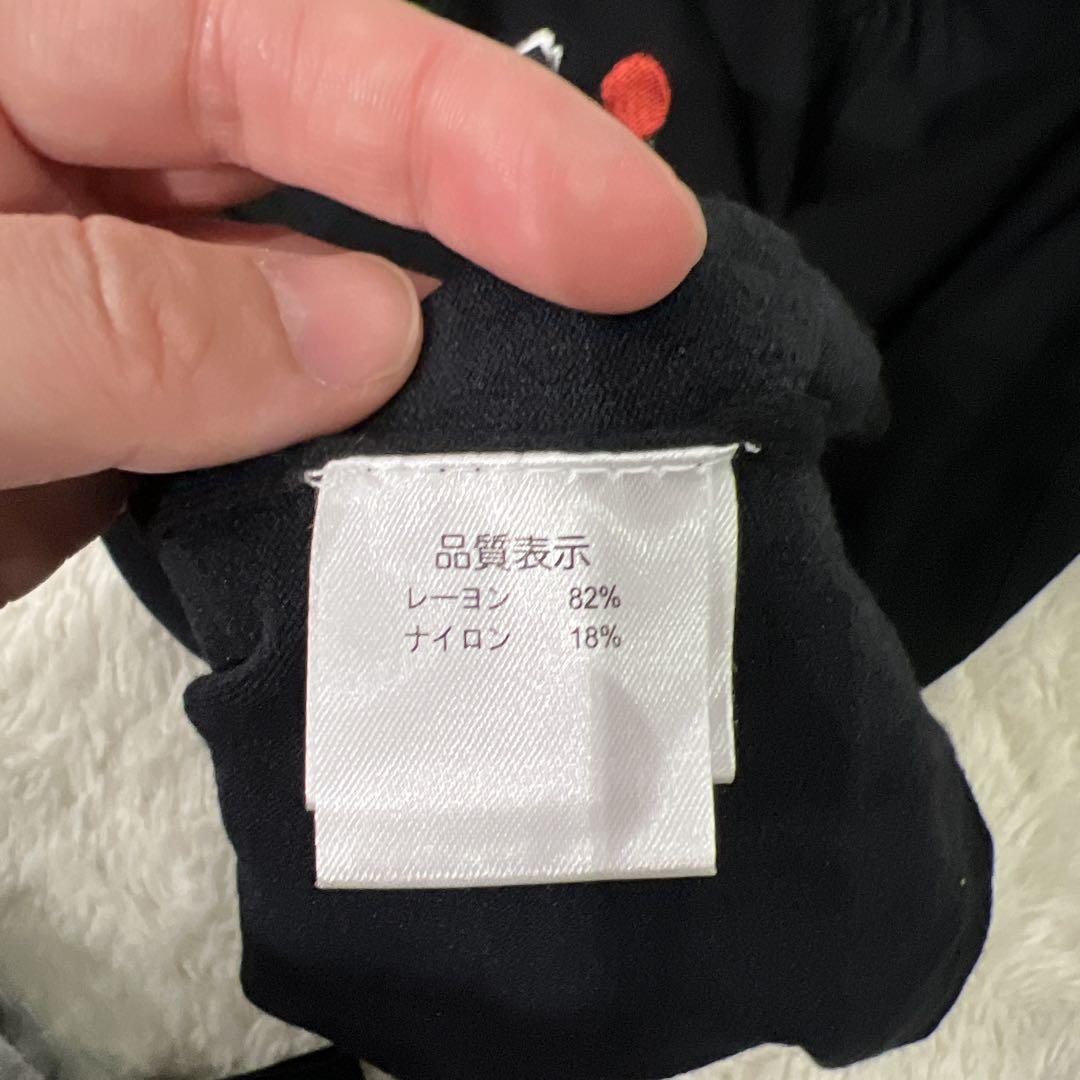 品質表示
レーヨン 82%
ナイロン 18%